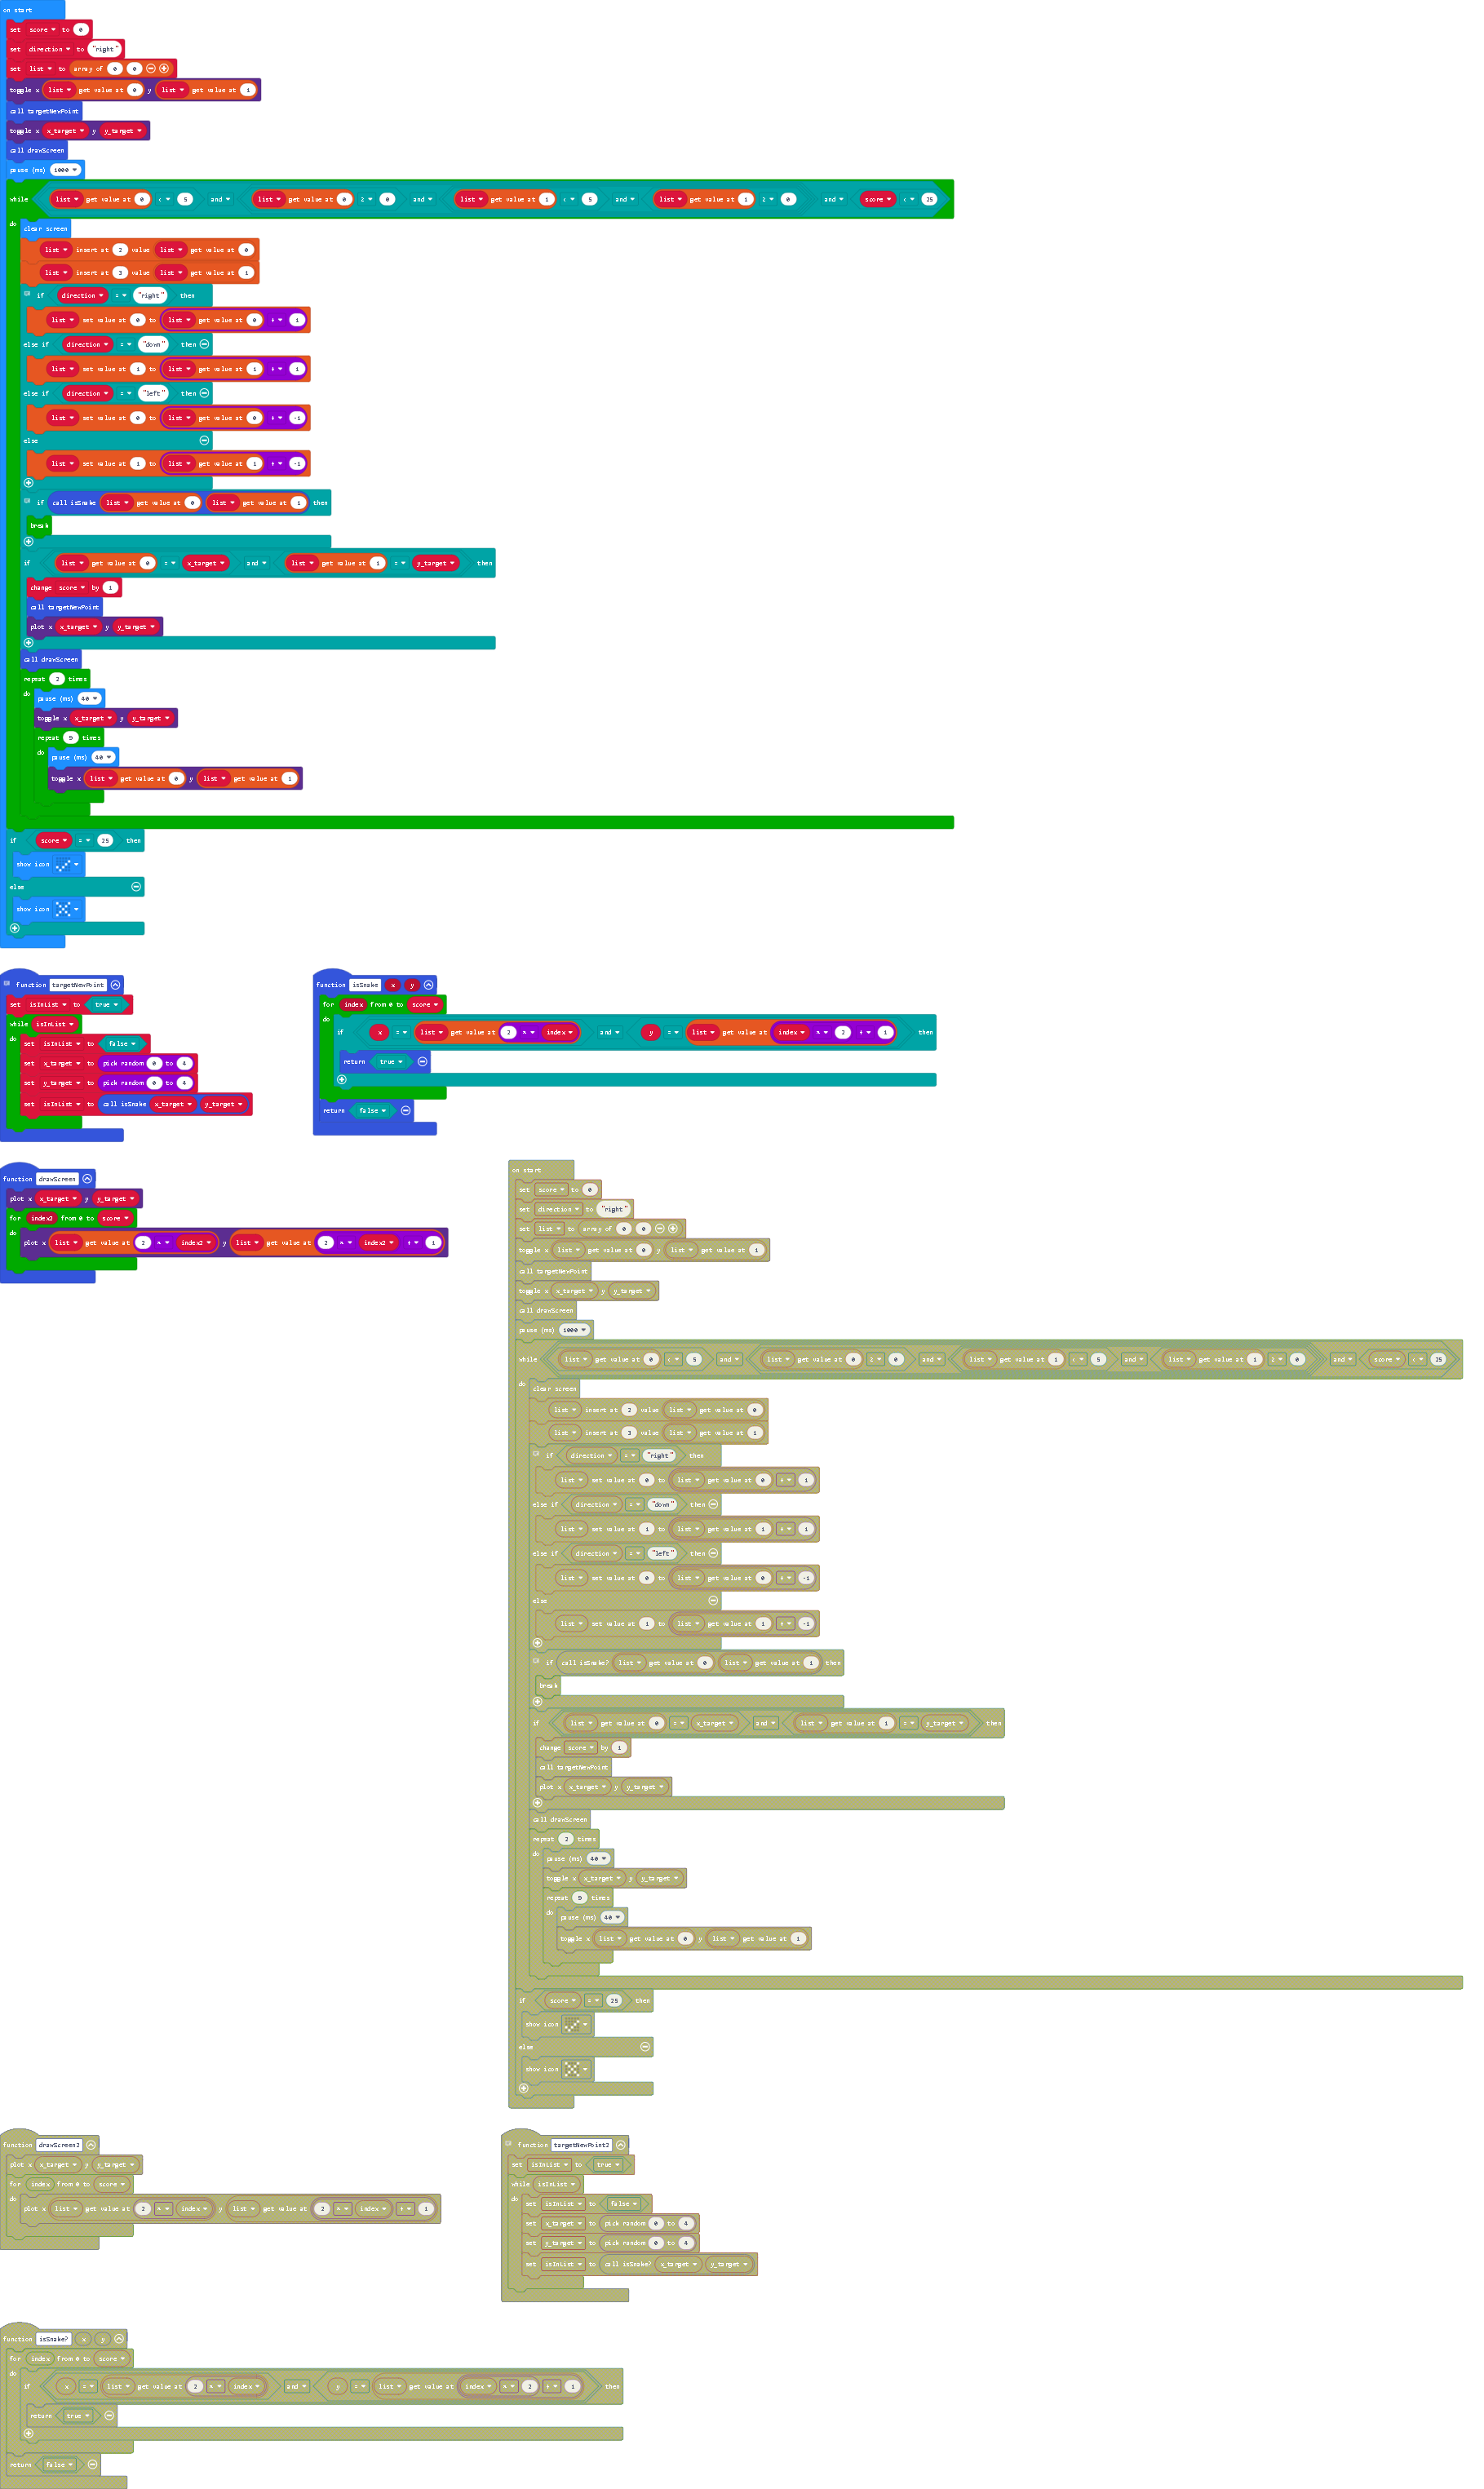 on start
set score to 0
set direction to "right"
set list to array of 0 0
toggle x list get value at 0 y list get value at 1
call targetNewPoint
toggle x x_target y y_target
call drawScreen
pause (ms) 1000
while list get value at 0 < 5 and list get value at 0 ≥ 0 and list get value at 1 < 5 and list get value at 1 ≥ 0 and score < 25
do
clear screen
list insert at 2 value list get value at 0
list insert at 3 value list get value at 1
if direction = "right" then
list set value at 0 to list get value at 0 + 1
else if direction = "down" then
list set value at 1 to list get value at 1 + 1
else if direction = "left" then
list set value at 0 to list get value at 0 + -1
else
list set value at 1 to list get value at 1 + -1
if call isSnake list get value at 0 list get value at 1 then
break
if list get value at 0 = x_target and list get value at 1 = y_target then
change score by 1
call targetNewPoint
plot x x_target y y_target
call drawScreen
repeat 2 times
do
pause (ms) 40
toggle x x_target y y_target
repeat 9 times
do
pause (ms) 40
toggle x list get value at 0 y list get value at 1
if score = 25 then
show icon
else
show icon
function targetNewPoint
set isInList to true
while isInList
do
set isInList to false
set x_target to pick random 0 to 4
set y_target to pick random 0 to 4
set isInList to call isSnake x_target y_target
function isSnake x y
for index from 0 to score
do
if x = list get value at 2 × index and y = list get value at index × 2 + 1 then
return true
return false
function drawScreen
plot x x_target y y_target
for index2 from 0 to score
do
plot x list get value at 2 × index2 y list get value at 2 × index2 + 1
on start
set score to 0
set direction to "right"
set list to array of 0 0
toggle x list get value at 0 y list get value at 1
call targetNewPoint
toggle x x_target y y_target
call drawScreen
pause (ms) 1000
while list get value at 0 < 5 and list get value at 0 ≥ 0 and list get value at 1 < 5 and list get value at 1 ≥ 0 and score < 25
do
clear screen
list insert at 2 value list get value at 0
list insert at 3 value list get value at 1
if direction = "right" then
list set value at 0 to list get value at 0 + 1
else if direction = "down" then
list set value at 1 to list get value at 1 + 1
else if direction = "left" then
list set value at 0 to list get value at 0 + -1
else
list set value at 1 to list get value at 1 + -1
if call isSnake? list get value at 0 list get value at 1 then
break
if list get value at 0 = x_target and list get value at 1 = y_target then
change score by 1
call targetNewPoint
plot x x_target y y_target
call drawScreen
repeat 2 times
do
pause (ms) 40
toggle x x_target y y_target
repeat 9 times
do
pause (ms) 40
toggle x list get value at 0 y list get value at 1
if score = 25 then
show icon
else
show icon
function drawScreen2
plot x x_target y y_target
for index from 0 to score
do
plot x list get value at 2 × index y list get value at 2 × index + 1
function targetNewPoint2
set isInList to true
while isInList
do
set isInList to false
set x_target to pick random 0 to 4
set y_target to pick random 0 to 4
set isInList to call isSnake? x_target y_target
function isSnake? x y
for index from 0 to score
do
if x = list get value at 2 × index and y = list get value at index × 2 + 1 then
return true
return false